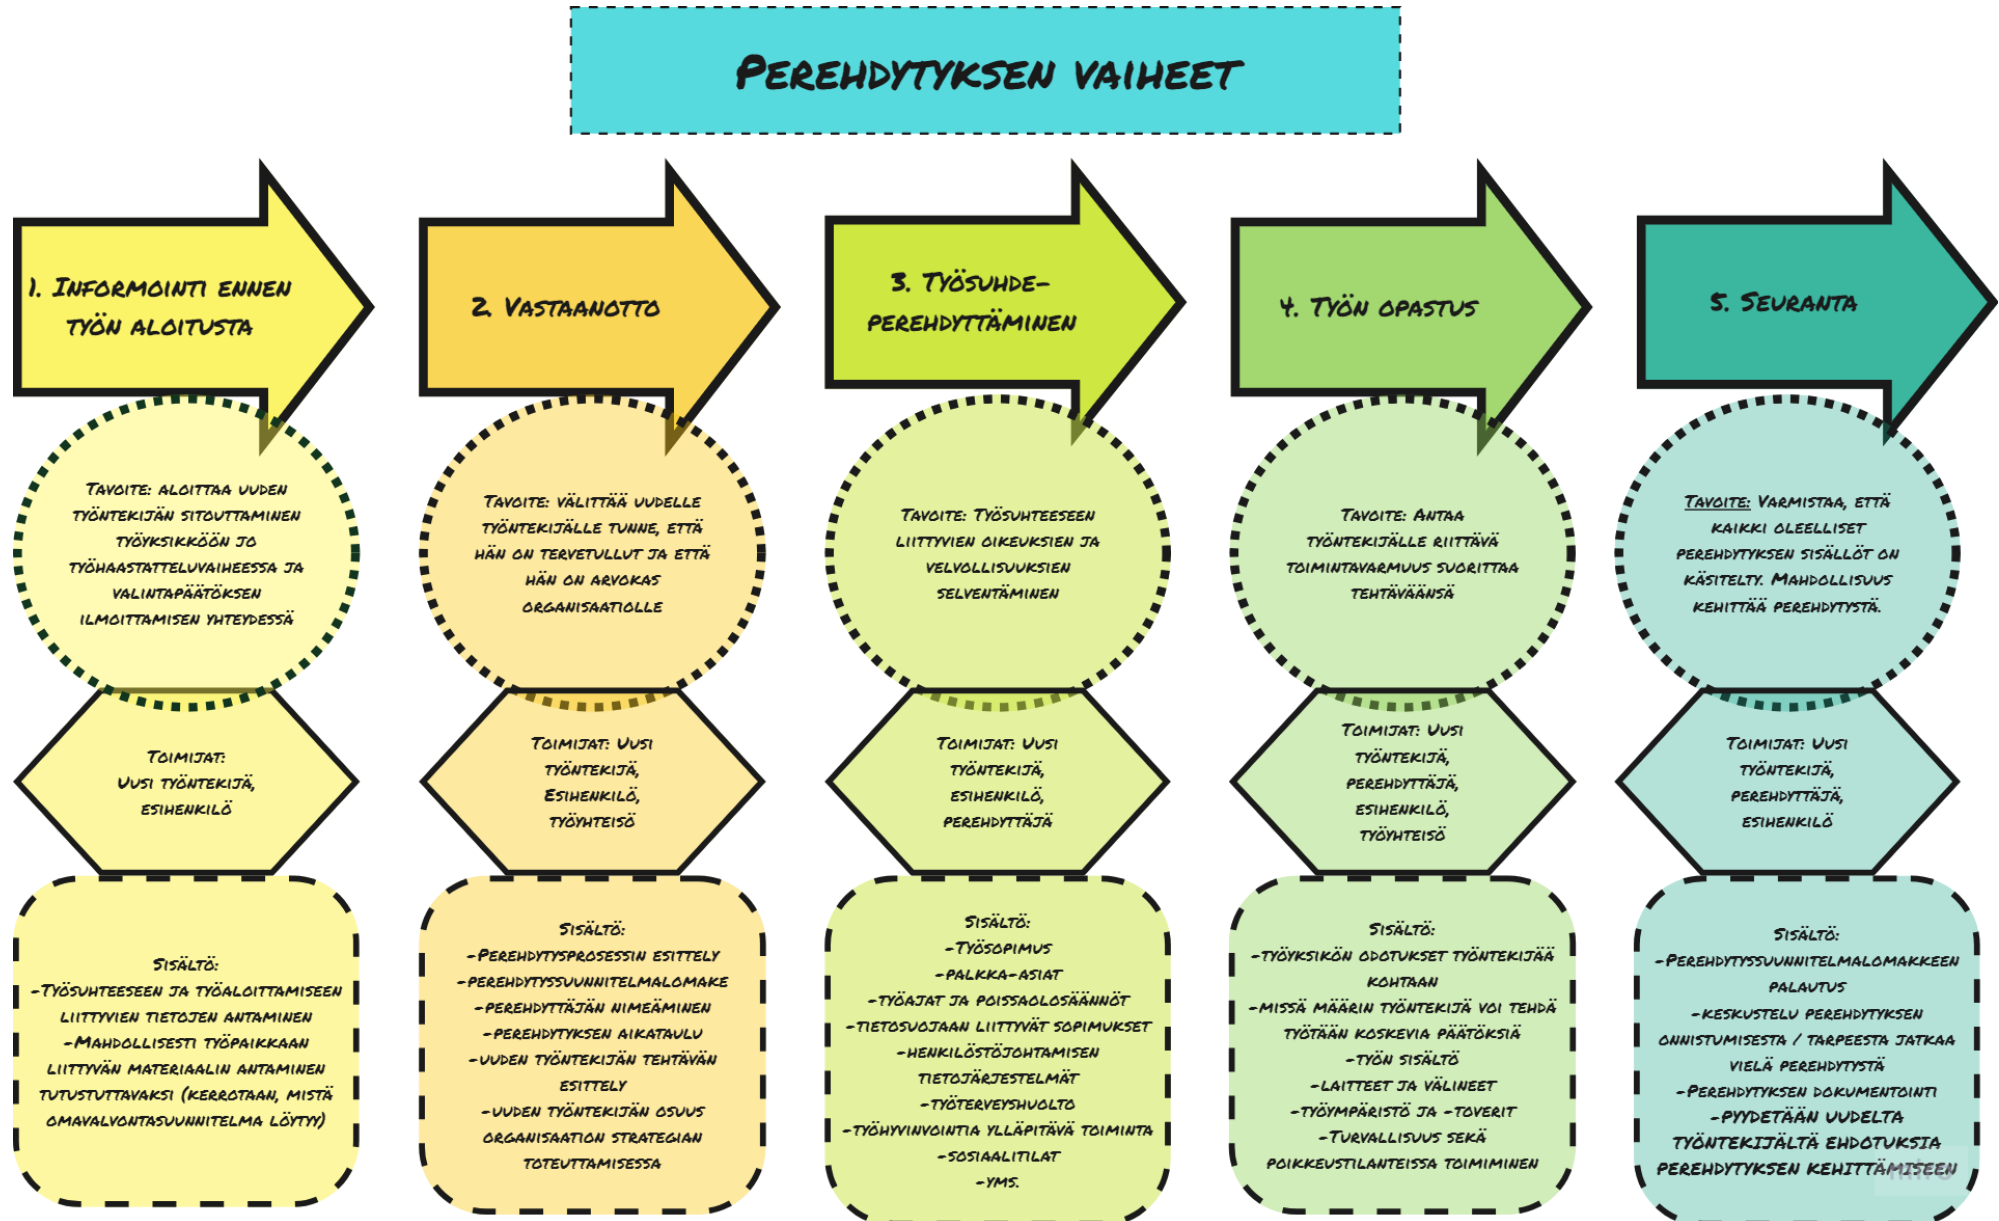 Perehdytyksen vaiheet
1. Informointi ennen
työn aloitusta
Tavoite: aloittaa uuden
työntekijän sitouttaminen
työyksikköön jo
työhaastatteluvaiheessa ja
valintapäätöksen
ilmoittamisen yhteydessä
Toimijat:
Uusi työntekijä,
esihenkilö
Sisältö:
-Työsuhteeseen ja työaloittamiseen
liittyvien tietojen antaminen
-Mahdollisesti työpaikkaan
liittyvän materiaalin antaminen
tutustuttavaksi (kerrotaan, mistä
omavalvontasuunnitelma löytyy)
2. Vastaanotto
Tavoite: välittää uudelle
työntekijälle tunne, että
hän on tervetullut ja että
hän on arvokas
organisaatiolle
Toimijat: Uusi
työntekijä,
Esihenkilö,
työyhteisö
Sisältö:
-Perehdytysprosessin esittely
-perehdytyssuunnitelmalomake
-perehdyttäjän nimeäminen
-perehdytyksen aikataulu
-uuden työntekijän tehtävän
esittely
-uuden työntekijän osuus
organisaation strategian
toteuttamisessa
3. Työsuhde-
perehdyttäminen
Tavoite: Työsuhteeseen
liittyvien oikeuksien ja
velvollisuuksien
selventäminen
Toimijat: Uusi
työntekijä,
esihenkilö,
perehdyttäjä
Sisältö:
-Työsopimus
-palkka-asiat
-työajat ja poissaolosäännöt
-tietosuojaan liittyvät sopimukset
-henkilöstöjohtamisen
tietojärjestelmät
-työterveyshuolto
-työhyvinvointia ylläpitävä toiminta
-sosiaalitilat
-yms.
4. Työn opastus
Tavoite: Antaa
työntekijälle riittävä
toimintavarmuus suorittaa
tehtäväänsä
Toimijat: Uusi
työntekijä,
perehdyttäjä,
esihenkilö,
työyhteisö
Sisältö:
-työyksikön odotukset työntekijää
kohtaan
-missä määrin työntekijä voi tehdä
työtään koskevia päätöksiä
-työn sisältö
-laitteet ja välineet
-työympäristö ja -toverit
-Turvallisuus sekä
poikkeustilanteissa toimiminen
5. Seuranta
Tavoite: Varmistaa, että
kaikki oleelliset
perehdytyksen sisällöt on
käsitelty. Mahdollisuus
kehittää perehdytystä.
Toimijat: Uusi
työntekijä,
perehdyttäjä,
esihenkilö
Sisältö:
-Perehdytyssuunnitelmalomakkeen
palautus
-keskustelu perehdytyksen
onnistumisesta / tarpeesta jatkaa
vielä perehdytystä
-Perehdytyksen dokumentointi
-pyydetään uudelta
työntekijältä ehdotuksia
perehdytyksen kehittämiseen
miro